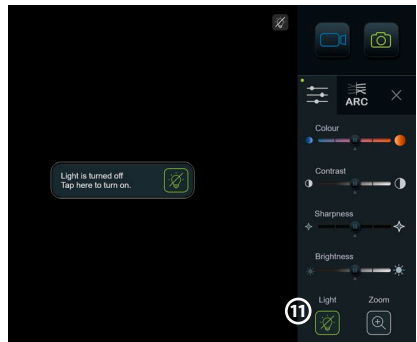 ARC
Colour
Light is turned off
Tap here to turn on.
Contrast
Sharpness
Brightness
Light
Zoom
11